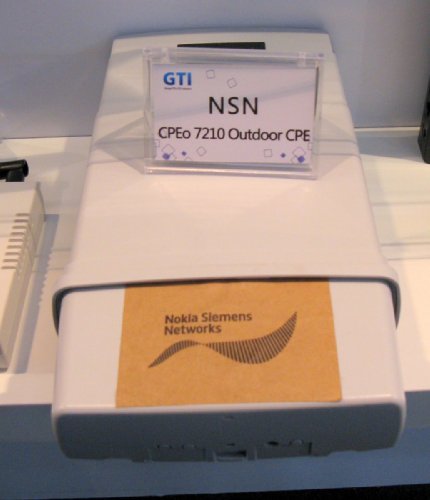 GTI
NSN
CPEo 7210 Outdoor CPE
Nokia Siemens
Networks